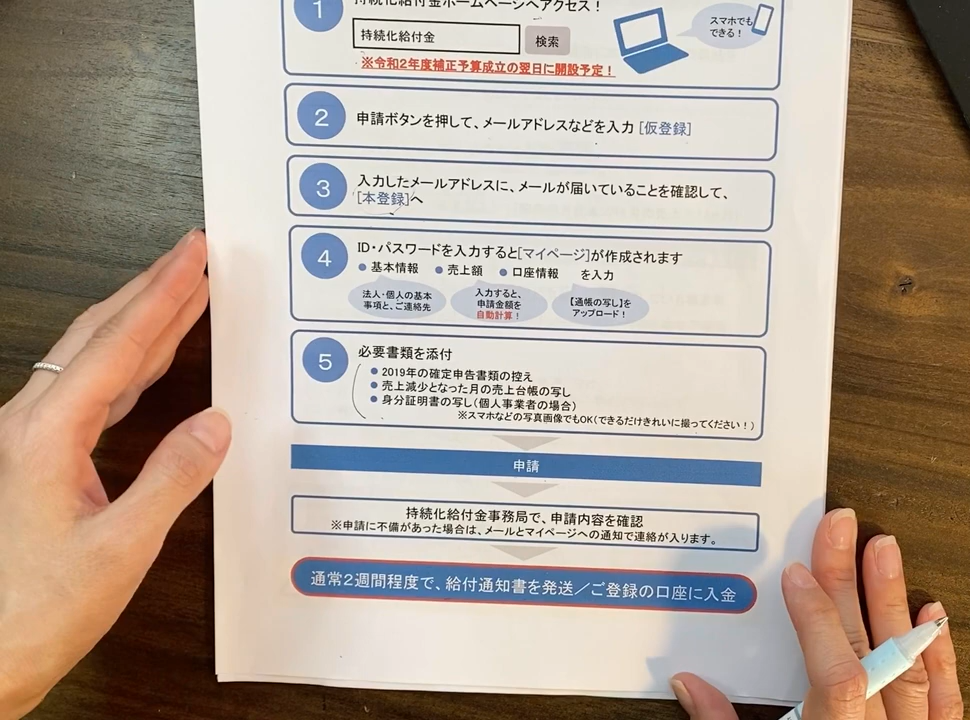 1
持続化給付金ホームページへアクセス！
持続化給付金
検索
スマホでも
できる！
※令和２年度補正予算成立の翌日に開設予定！
2
申請ボタンを押して、メールアドレスなどを入力 [仮登録]
3
入力したメールアドレスに、メールが届いていることを確認して、
[本登録]へ
4
ID・パスワードを入力すると[マイページ]が作成されます
● 基本情報 ● 売上額 ● 口座情報 を入力
法人・個人の基本
事項と、ご連絡先
入力すると、
申請金額を
自動計算！
【通帳の写し】を
アップロード！
5
必要書類を添付
● 2019年の確定申告書類の控え
● 売上減少となった月の売上台帳の写し
● 身分証明書の写し（個人事業者の場合）
※スマホなどの写真画像でもOK（できるだけきれいに撮ってください！）
申請
持続化給付金事務局で、申請内容を確認
※申請に不備があった場合は、メールとマイページへの通知で連絡が入ります。
通常２週間程度で、給付通知書を発送／ご登録の口座に入金